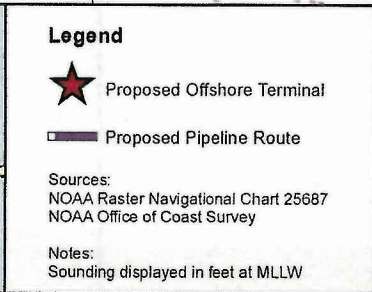 Legend
Proposed Offshore Terminal
Proposed Pipeline Route
Sources:
NOAA Raster Navigational Chart 25687
NOAA Office of Coast Survey
Notes:
Sounding displayed in feet at MLLW